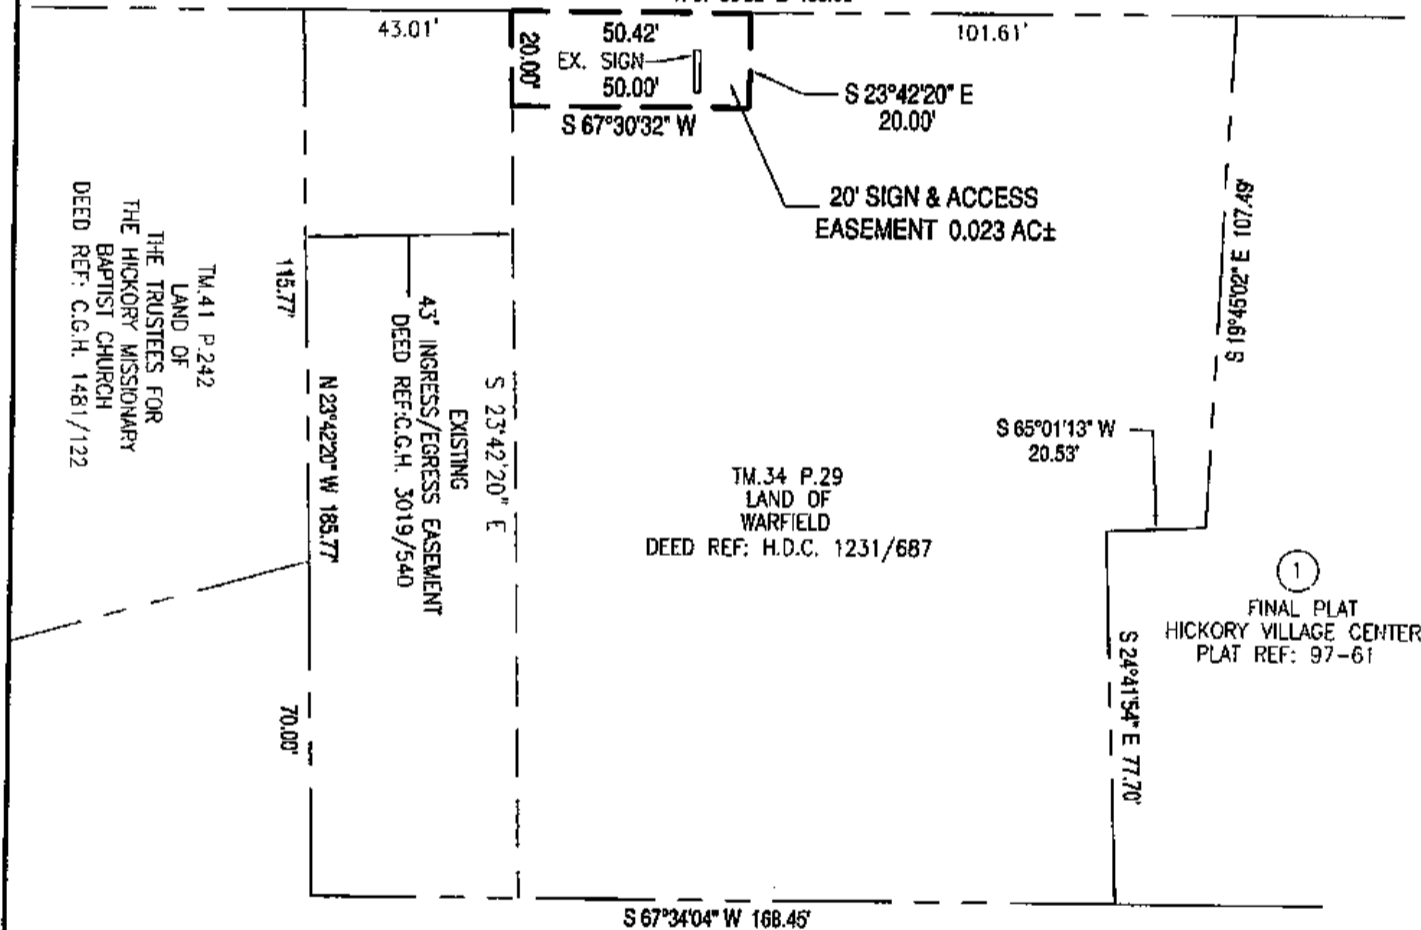 43.01'
50.42'
101.61'
20.00'
EX. SIGN
50.00'
S 67°30'32" W
S 23°42'20" E
20.00'
20' SIGN & ACCESS
EASEMENT 0.023 AC±
S 19°45'02" E 107.49'
TM.41 P.242
LAND OF
THE TRUSTEES FOR
THE HICKORY MISSIONARY
BAPTIST CHURCH
DEED REF: C.G.H. 1481/122
115.77'
N 23°42'20" W 185.77'
70.00'
S 23°42'20" E
EXISTING
43' INGRESS/EGRESS EASEMENT
DEED REF:C.G.H. 3019/540
S 65°01'13" W
20.53'
TM.34 P.29
LAND OF
WARFIELD
DEED REF: H.D.C. 1231/687
1
FINAL PLAT
HICKORY VILLAGE CENTER
PLAT REF: 97-61
S 24°41'54" E 77.70'
S 67°34'04" W 168.45'